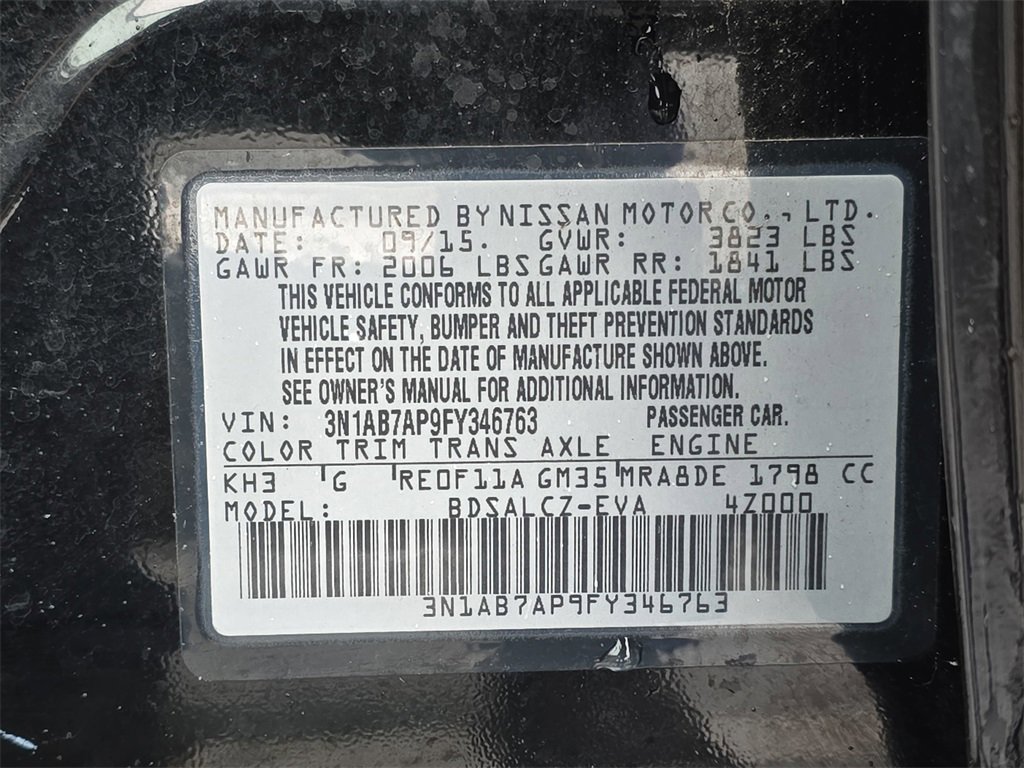 MANUFACTURED BY NISSAN MOTOR CO., LTD.
DATE: 09/15. GVWR: 3823 LBS
GAWR FR: 2006 LBS GAWR RR: 1841 LBS
THIS VEHICLE CONFORMS TO ALL APPLICABLE FEDERAL MOTOR
VEHICLE SAFETY, BUMPER AND THEFT PREVENTION STANDARDS
IN EFFECT ON THE DATE OF MANUFACTURE SHOWN ABOVE.
SEE OWNER'S MANUAL FOR ADDITIONAL INFORMATION.
VIN: 3N1AB7AP9FY346763 PASSENGER CAR.
COLOR TRIM TRANS AXLE ENGINE
KH3 G RE0F11A GM35 MRA8DE 1798 CC
MODEL: BDSALCZ-EVA 4Z000
3N1AB7AP9FY346763